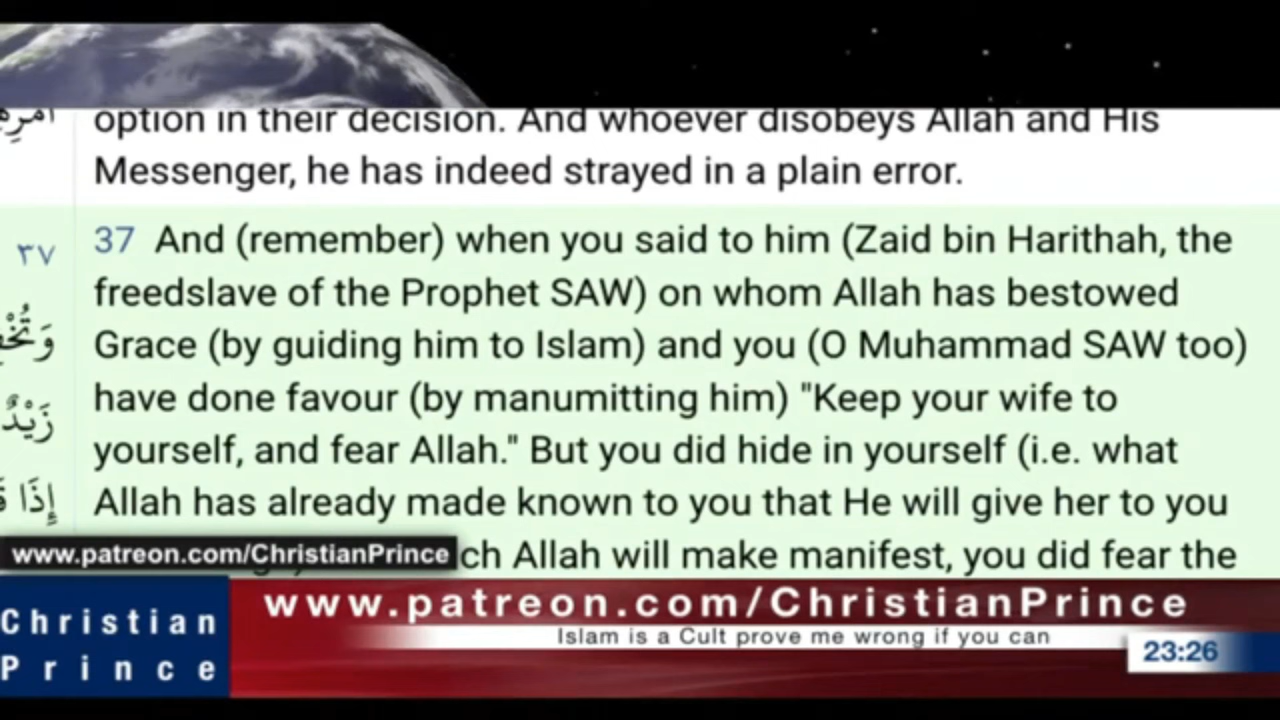 option in their decision. And whoever disobeys Allah and His
Messenger, he has indeed strayed in a plain error.
٣٧
37 And (remember) when you said to him (Zaid bin Harithah, the
freedslave of the Prophet SAW) on whom Allah has bestowed
Grace (by guiding him to Islam) and you (O Muhammad SAW too)
have done favour (by manumitting him) "Keep your wife to
زَيْدٌ
yourself, and fear Allah." But you did hide in yourself (i.e. what
إِذَا
Allah has already made known to you that He will give her to you
www.patreon.com/ChristianPrince
Allah will make manifest, you did fear the
www.patreon.com/ChristianPrince
Islam is a Cult prove me wrong if you can
Christian
Prince
23:26